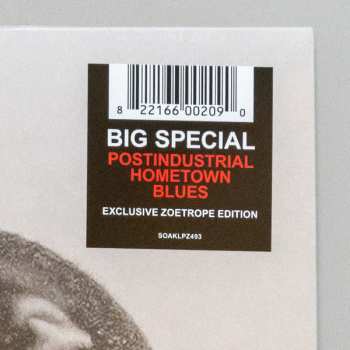 8 22166 00209 0
BIG SPECIAL
POSTINDUSTRIAL
HOMETOWN
BLUES
EXCLUSIVE ZOETROPE EDITION
SOAKLPZ493